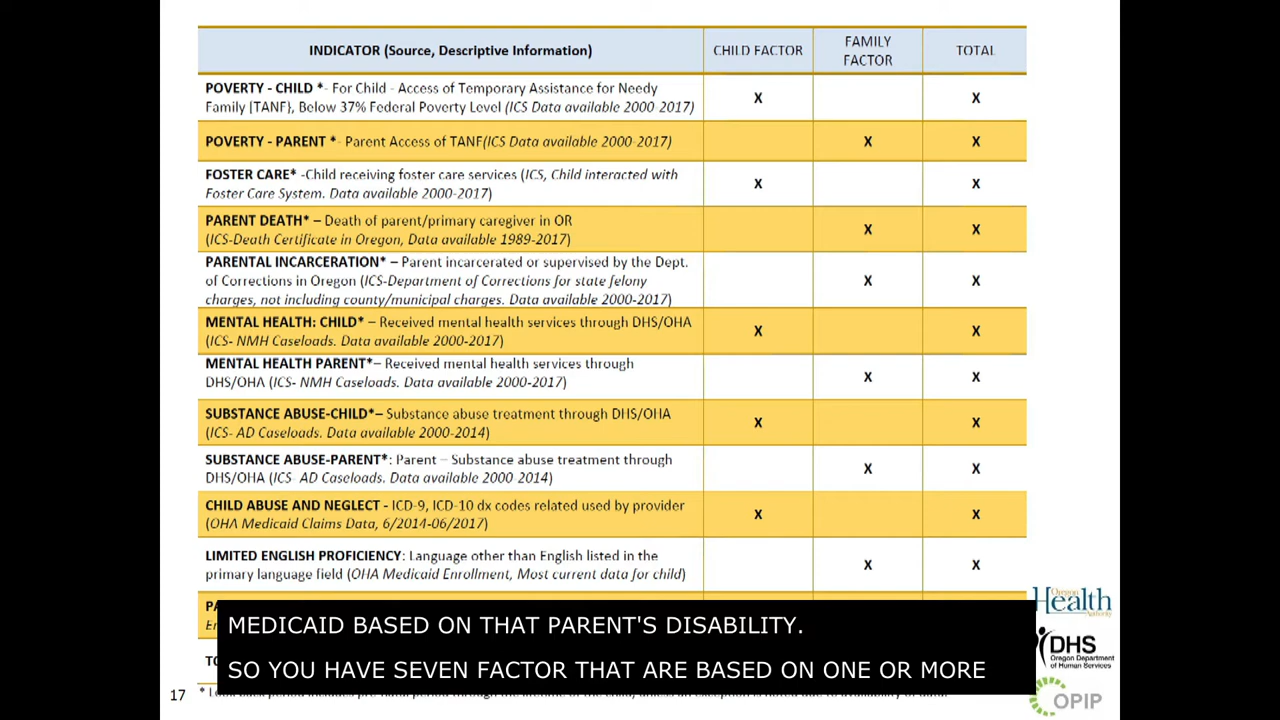 INDICATOR (Source, Descriptive Information) CHILD FACTOR FAMILY FACTOR TOTAL
POVERTY - CHILD *- For Child - Access of Temporary Assistance for Needy
Family (TANF), Below 37% Federal Poverty Level (ICS Data available 2000-2017) X X
POVERTY - PARENT *- Parent Access of TANF(ICS Data available 2000-2017) X X
FOSTER CARE* -Child receiving foster care services (ICS, Child interacted with
Foster Care System. Data available 2000-2017) X X
PARENT DEATH* – Death of parent/primary caregiver in OR
(ICS-Death Certificate in Oregon, Data available 1989-2017) X X
PARENTAL INCARCERATION* – Parent incarcerated or supervised by the Dept.
of Corrections in Oregon (ICS-Department of Corrections for state felony X X
charges, not including county/municipal charges. Data available 2000-2017)
MENTAL HEALTH: CHILD* – Received mental health services through DHS/OHA
(ICS- NMH Caseloads. Data available 2000-2017) X X
MENTAL HEALTH PARENT*– Received mental health services through
DHS/OHA (ICS- NMH Caseloads. Data available 2000-2017) X X
SUBSTANCE ABUSE-CHILD*– Substance abuse treatment through DHS/OHA
(ICS- AD Caseloads. Data available 2000-2014) X X
SUBSTANCE ABUSE-PARENT*: Parent – Substance abuse treatment through
DHS/OHA (ICS- AD Caseloads. Data available 2000-2014) X X
CHILD ABUSE AND NEGLECT - ICD-9, ICD-10 dx codes related used by provider
(OHA Medicaid Claims Data, 6/2014-06/2017) X X
LIMITED ENGLISH PROFICIENCY: Language other than English listed in the
primary language field (OHA Medicaid Enrollment, Most current data for child) X X
MEDICAID BASED ON THAT PARENT'S DISABILITY.
SO YOU HAVE SEVEN FACTOR THAT ARE BASED ON ONE OR MORE
17
Oregon
Health
Authority
DHS
Oregon Department
of Human Services
OPIP